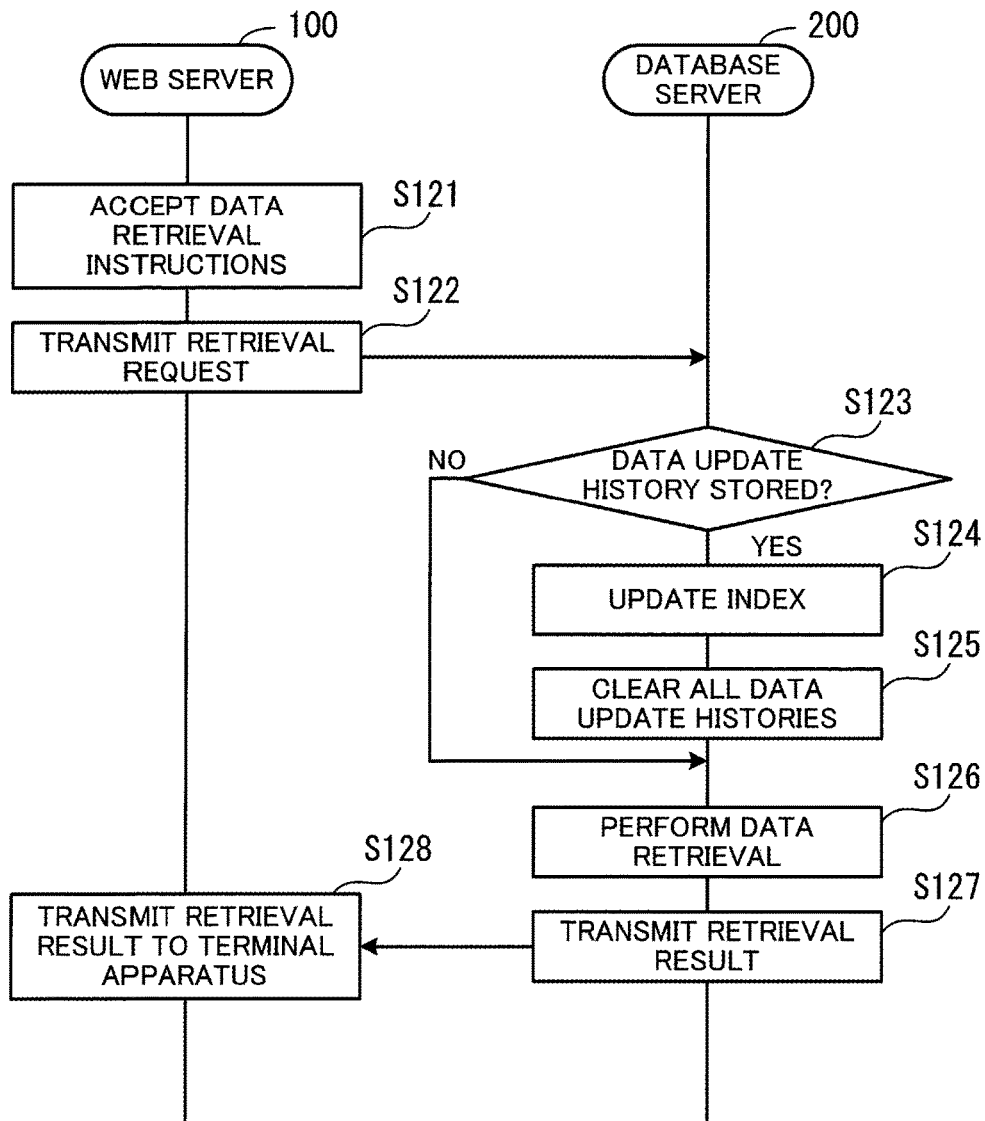 100
200
WEB SERVER
DATABASE
SERVER
S121
ACCEPT DATA
RETRIEVAL
INSTRUCTIONS
S122
TRANSMIT RETRIEVAL
REQUEST
S123
NO
DATA UPDATE
HISTORY STORED?
YES
S124
UPDATE INDEX
S125
CLEAR ALL DATA
UPDATE HISTORIES
S126
PERFORM DATA
RETRIEVAL
S128
S127
TRANSMIT RETRIEVAL
RESULT TO TERMINAL
APPARATUS
TRANSMIT RETRIEVAL
RESULT